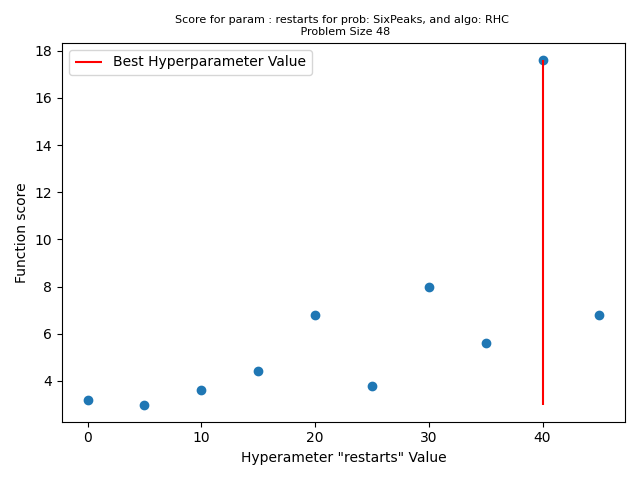 Score for param : restarts for prob: SixPeaks, and algo: RHC
Problem Size 48
Best Hyperparameter Value
Function score
18
16
14
12
10
8
6
4
0 10 20 30 40
Hyperameter "restarts" Value